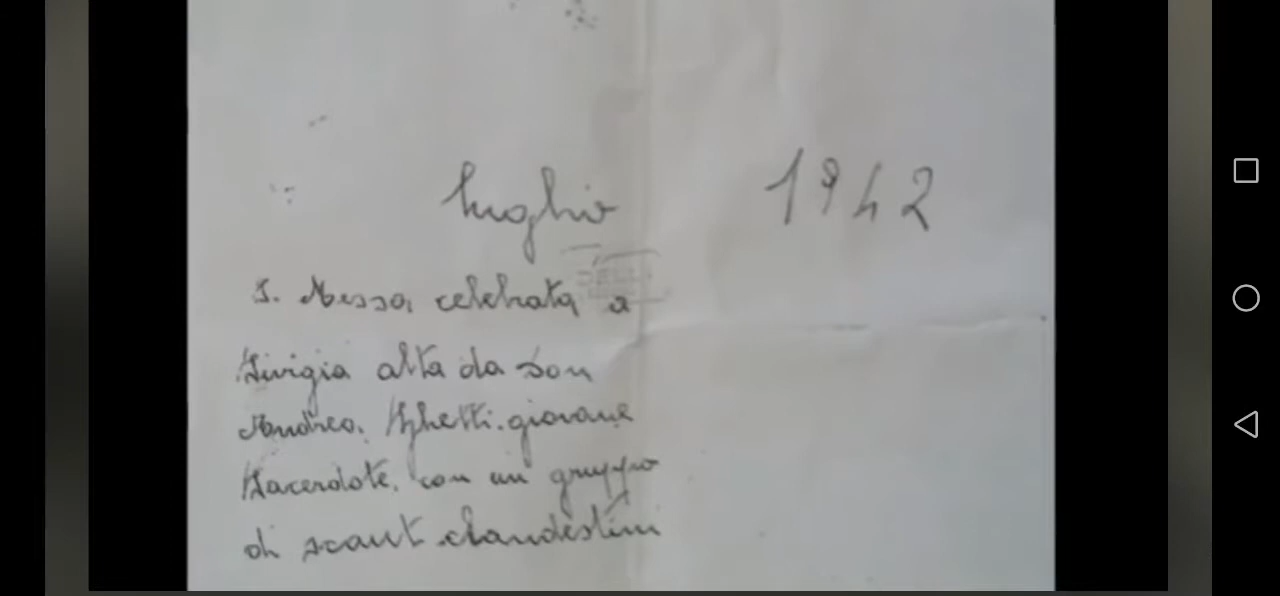 luglio 1942
S. Messa celebrata a
alta da Don
Andrea Ghetti. giovane
sacerdote, con un gruppo
di scout clandestini